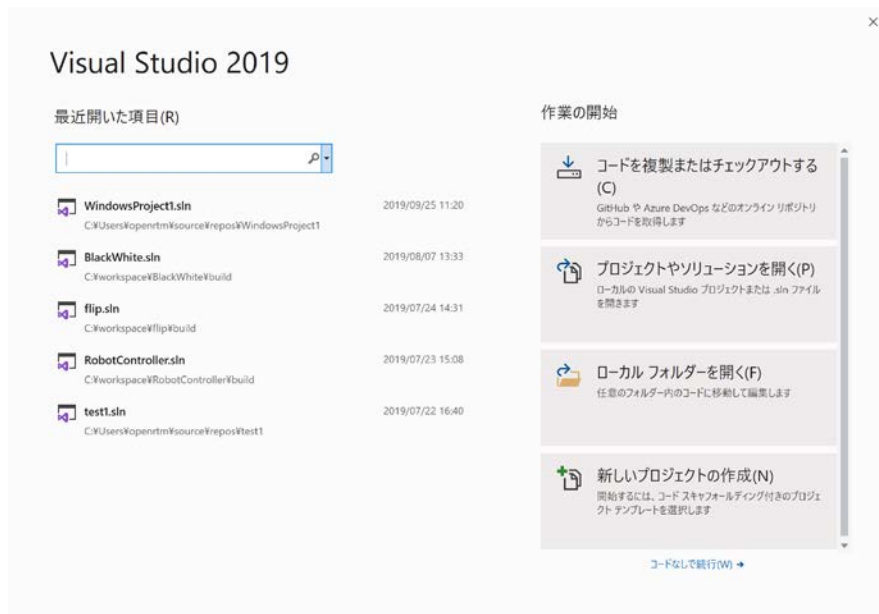 Visual Studio 2019
最近開いた項目(R)
WindowsProject1.sln 2019/09/25 11:20
C:¥Users¥openrtm¥source¥repos¥WindowsProject1
BlackWhite.sln 2019/08/07 13:33
C:¥workspace¥BlackWhite¥build
flip.sln 2019/07/24 14:31
C:¥workspace¥flip¥build
RobotController.sln 2019/07/23 15:08
C:¥workspace¥RobotController¥build
test1.sln 2019/07/22 16:40
C:¥Users¥openrtm¥source¥repos¥test1
作業の開始
コードを複製またはチェックアウトする
(C)
GitHub や Azure DevOps などのオンライン リポジトリ
からコードを取得します
プロジェクトやソリューションを開く(P)
ローカルの Visual Studio プロジェクトまたは .sln ファイル
を開きます
ローカル フォルダーを開く(F)
任意のフォルダー内のコードに移動して編集します
新しいプロジェクトの作成(N)
開始するには、コード スキャフォールディング付きのプロジェ
クト テンプレートを選択します
コードなしで続行(W) →